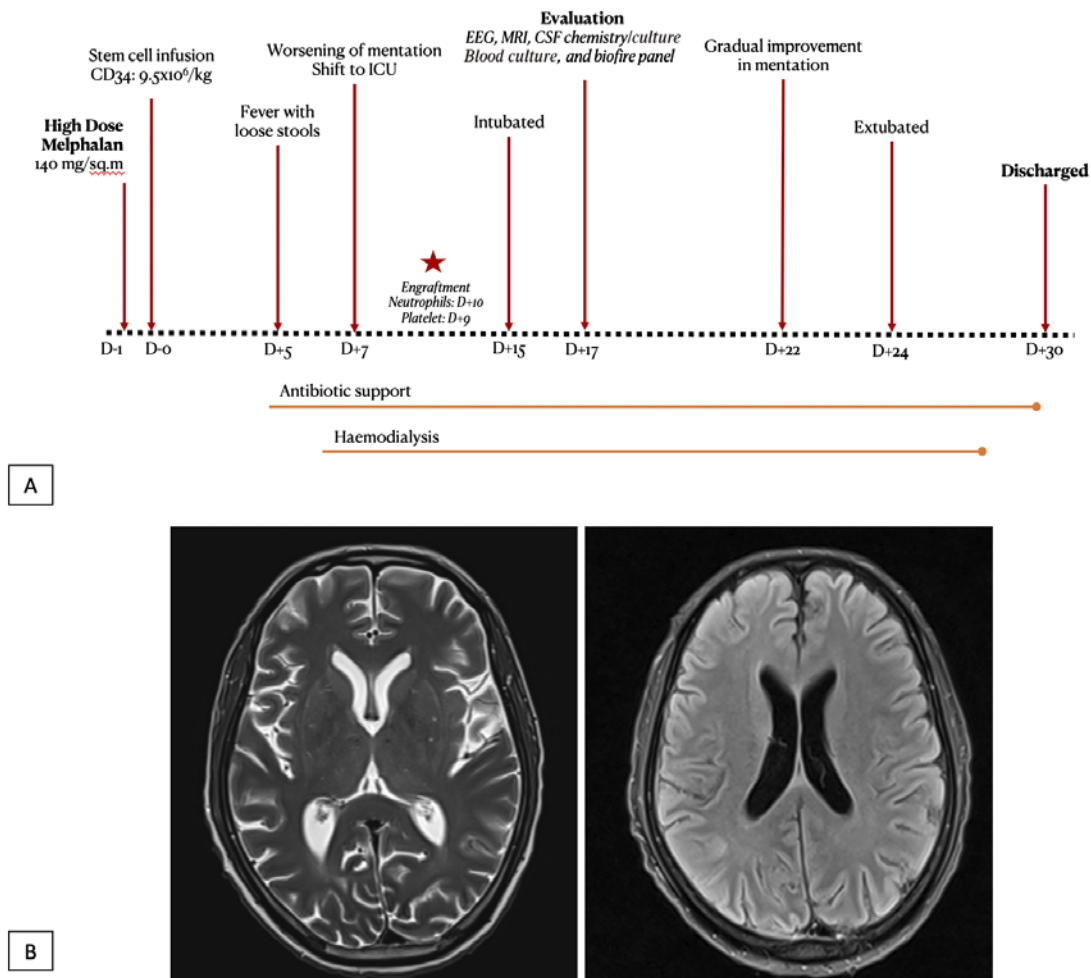 Evaluation
EEG, MRI, CSF chemistry/culture
Blood culture, and biofire panel
Stem cell infusion
CD34: 9.5x10⁶/kg
Worsening of mentation
Shift to ICU
Gradual improvement
in mentation
High Dose
Melphalan
140 mg/sq.m
Fever with
loose stools
Intubated
Extubated
Discharged
Engraftment
Neutrophils: D+10
Platelet: D+9
D-1 D-0 D+5 D+7 D+15 D+17 D+22 D+24 D+30
Antibiotic support
Haemodialysis
A
B